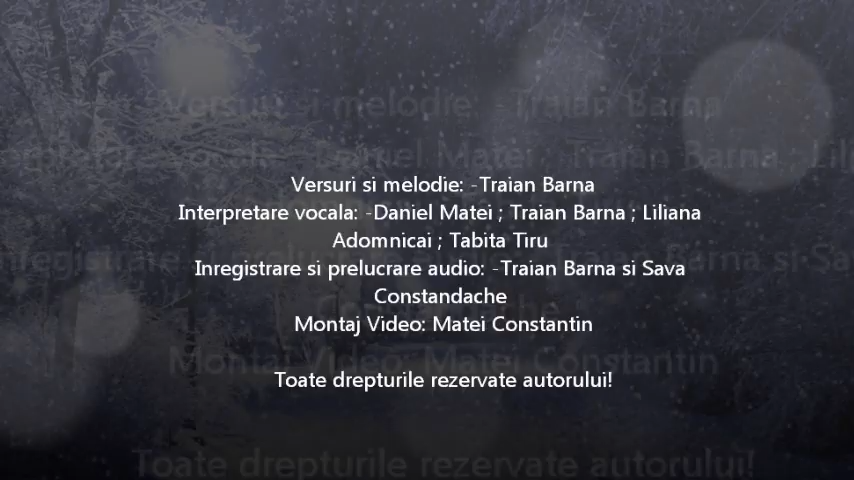 Versuri si melodie: -Traian Barna
Interpretare vocala: -Daniel Matei ; Traian Barna ; Liliana
Adomnicai ; Tabita Tiru
Inregistrare si prelucrare audio: -Traian Barna si Sava
Constandache
Montaj Video: Matei Constantin
Toate drepturile rezervate autorului!